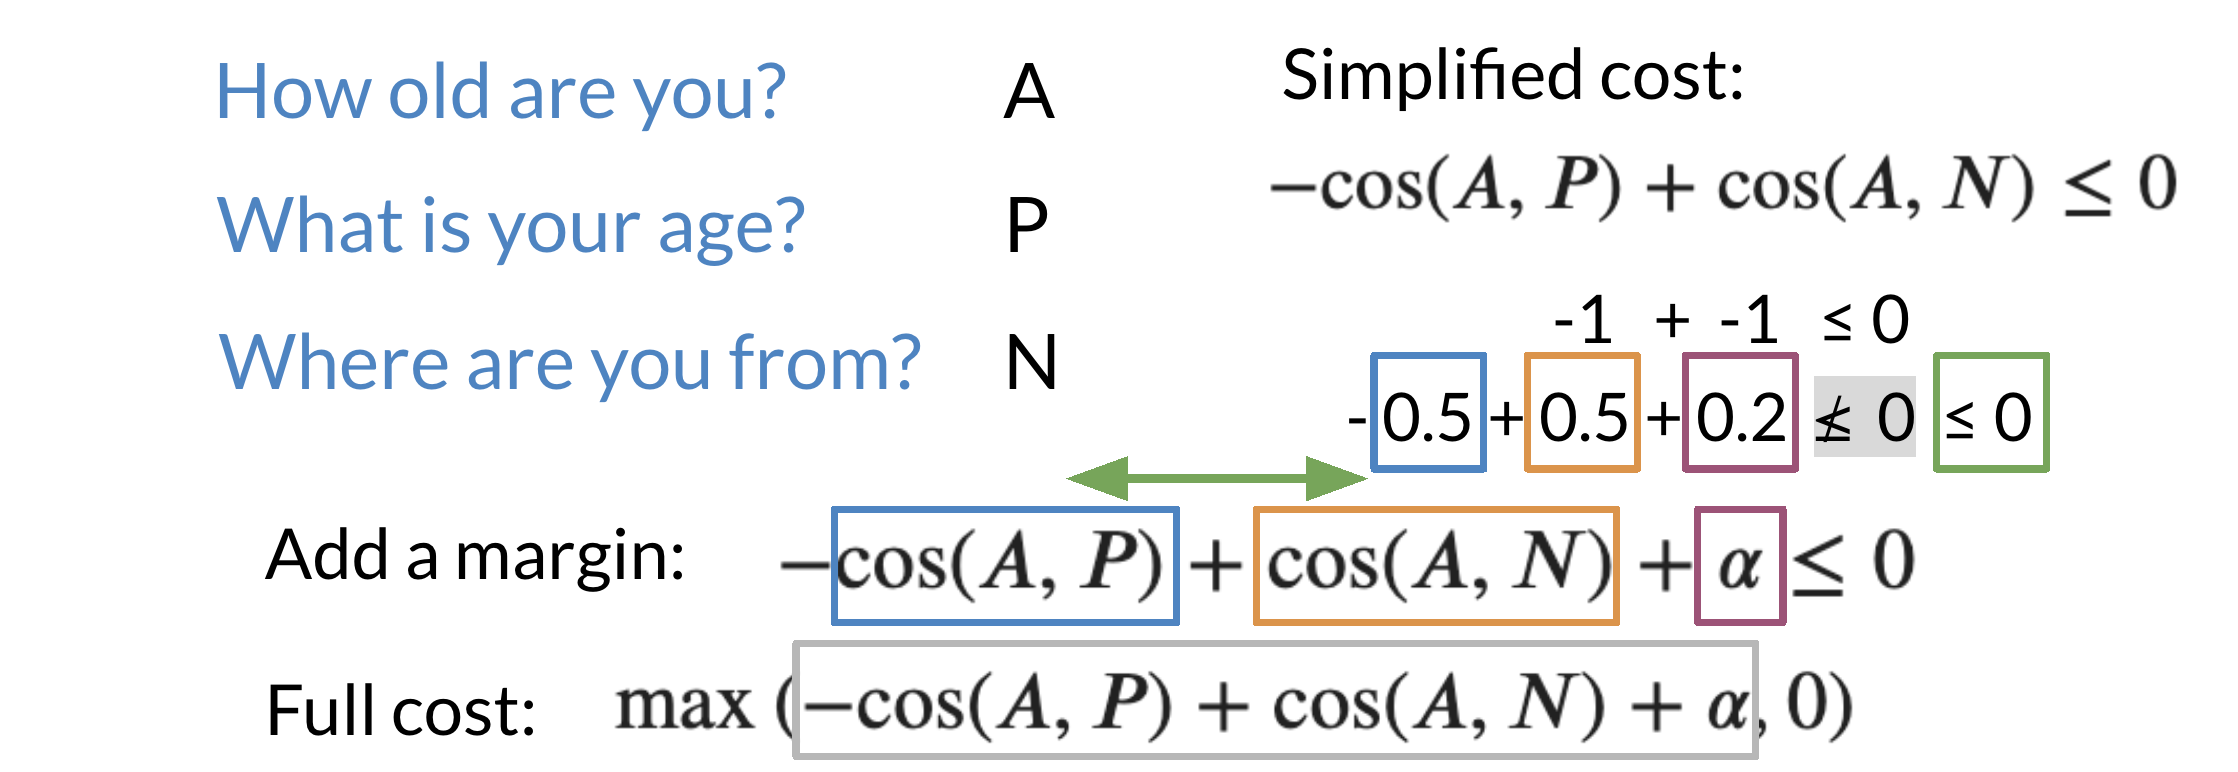 How old are you? A
What is your age? P
Where are you from? N
Simplified cost:
−cos(A, P) + cos(A, N) ≤ 0
-1 + -1 ≤ 0
-0.5+0.5+0.2 ≰ 0 ≤ 0
Add a margin: −cos(A, P) + cos(A, N) + α ≤ 0
Full cost: max (−cos(A, P) + cos(A, N) + α, 0)